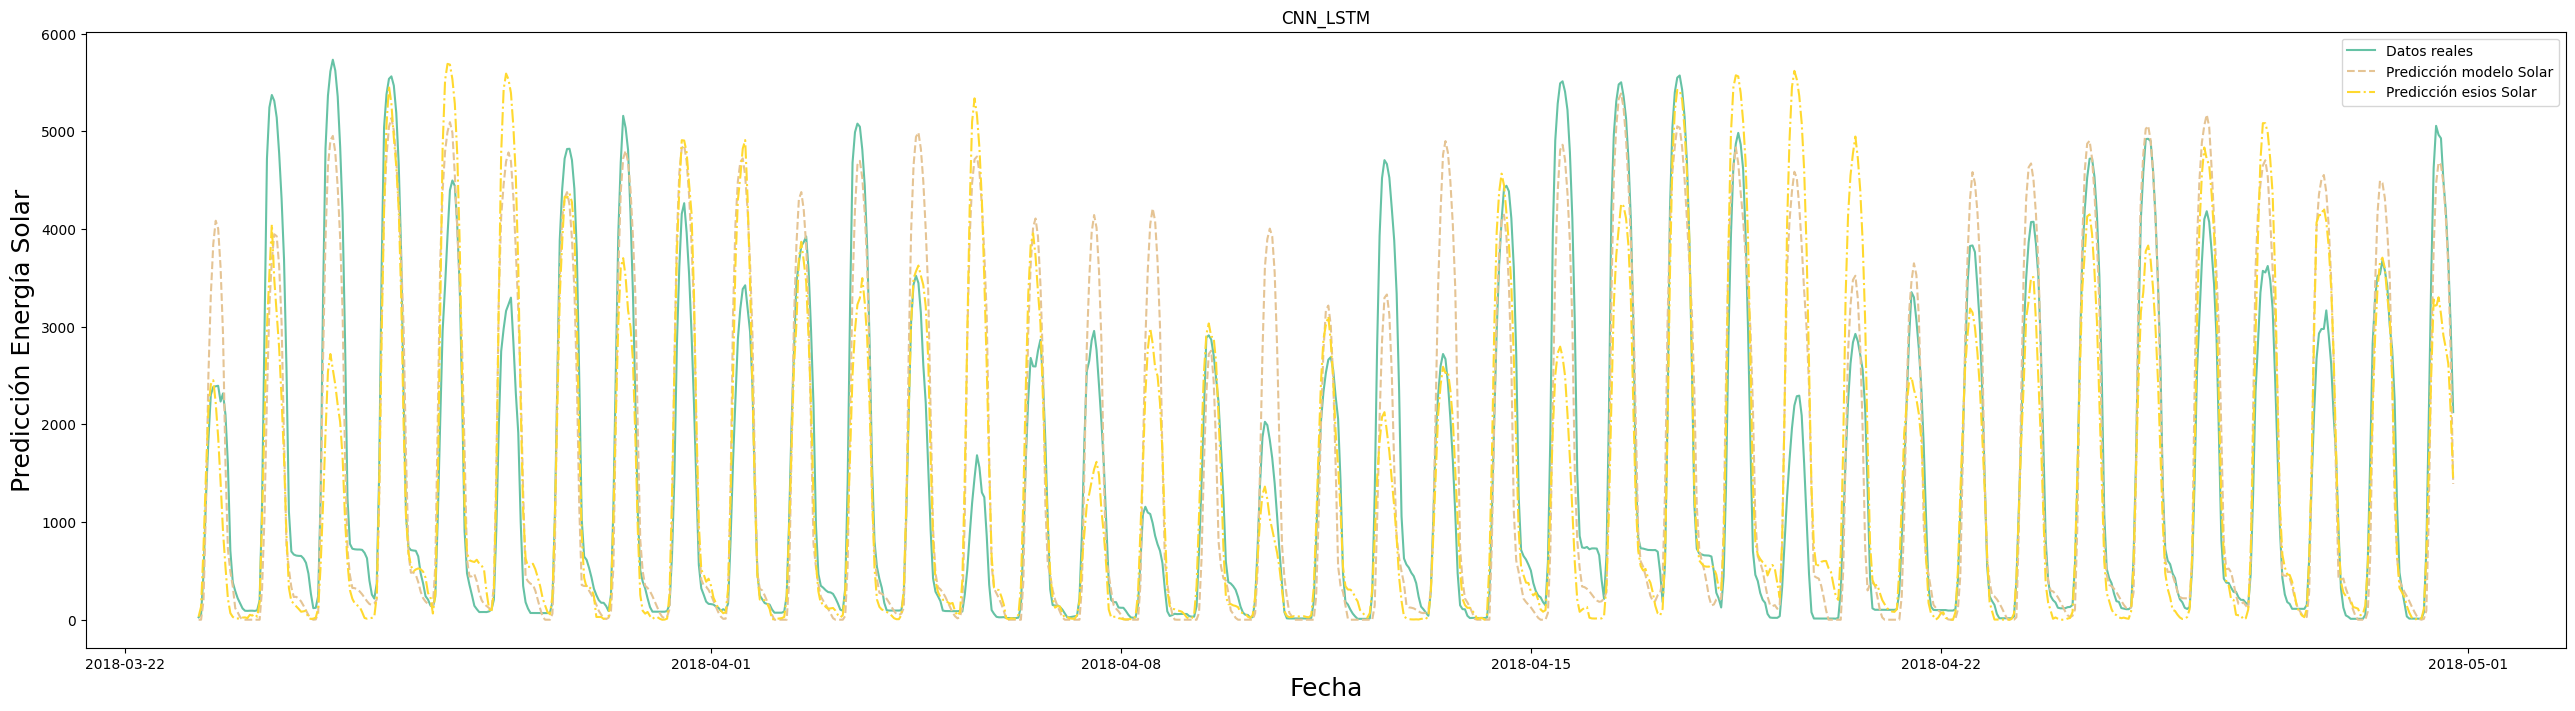 CNN_LSTM
Predicción Energía Solar
6000
5000
4000
3000
2000
1000
0
Datos reales
Predicción modelo Solar
Predicción esios Solar
2018-03-22
2018-04-01
2018-04-08
2018-04-15
2018-04-22
2018-05-01
Fecha